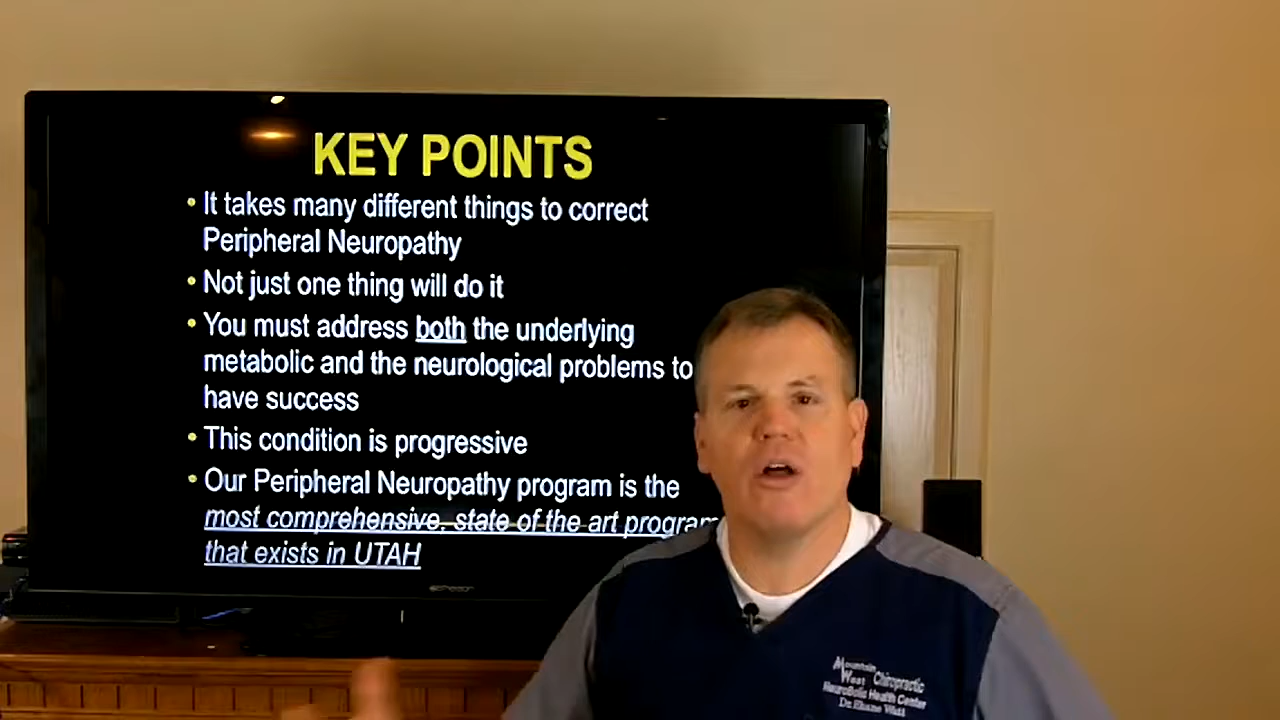 KEY POINTS
• It takes many different things to correct
Peripheral Neuropathy
• Not just one thing will do it
• You must address both the underlying
metabolic and the neurological problems to
have success
• This condition is progressive
• Our Peripheral Neuropathy program is the
most comprehensive, state of the art program
that exists in UTAH
Mountain
West Chiropractic
NeuroBolic Health Center
Dr.